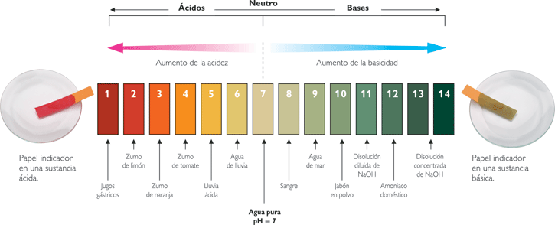 Ácidos
Neutro
Bases
Aumento de la acidez
Aumento de la basicidad
1 2 3 4 5 6 7 8 9 10 11 12 13 14
Papel indicador
en una sustancia
ácida.
Jugos
gástricos
Zumo
de limón
Zumo
de naranja
Zumo
de tomate
Lluvia
ácida
Agua
de lluvia
Agua pura
pH = 7
Sangre
Agua
de mar
Jabón
en polvo
Disolución
diluida de
NaOH
Amoniaco
doméstico
Disolución
concentrada
de NaOH
Papel indicador
en una sustancia
básica.